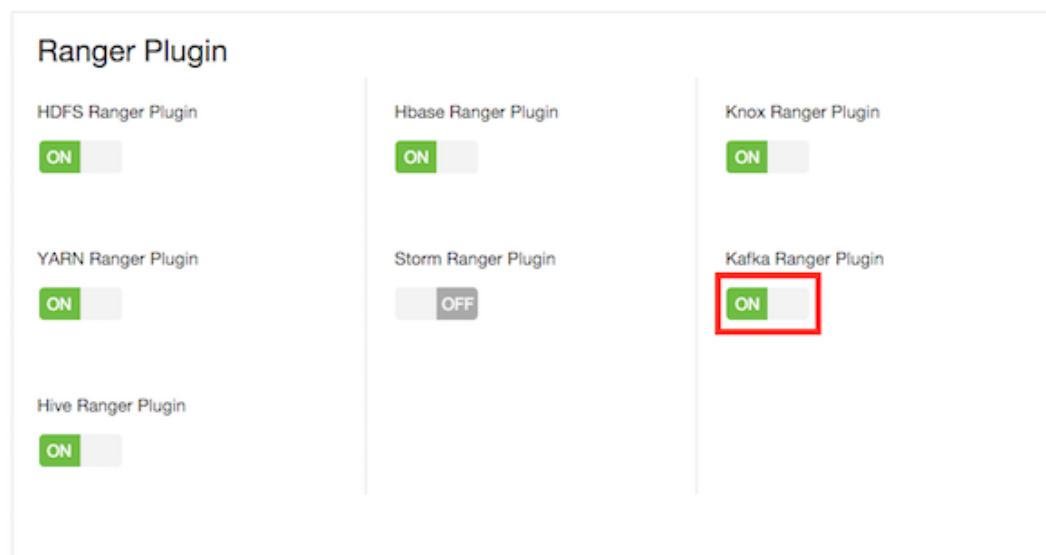 Ranger Plugin
HDFS Ranger Plugin
ON
Hbase Ranger Plugin
ON
Knox Ranger Plugin
ON
YARN Ranger Plugin
ON
Storm Ranger Plugin
OFF
Kafka Ranger Plugin
ON
Hive Ranger Plugin
ON